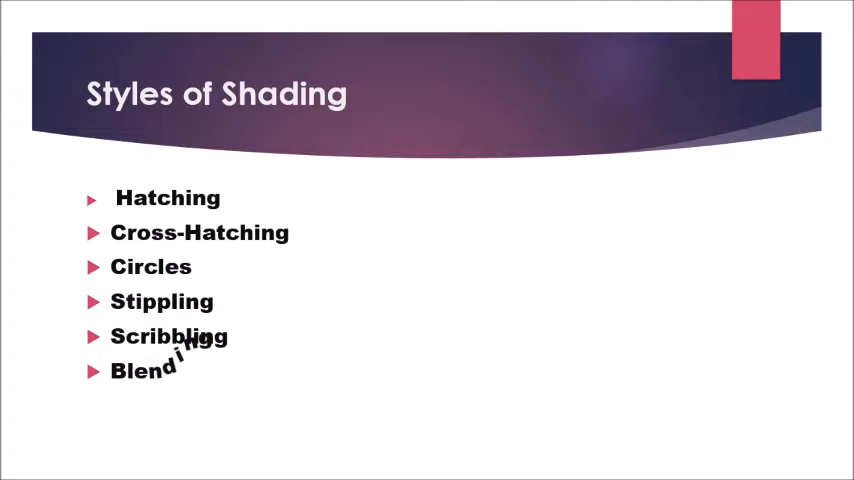 Styles of Shading
Hatching
Cross-Hatching
Circles
Stippling
Scribbling
Blending